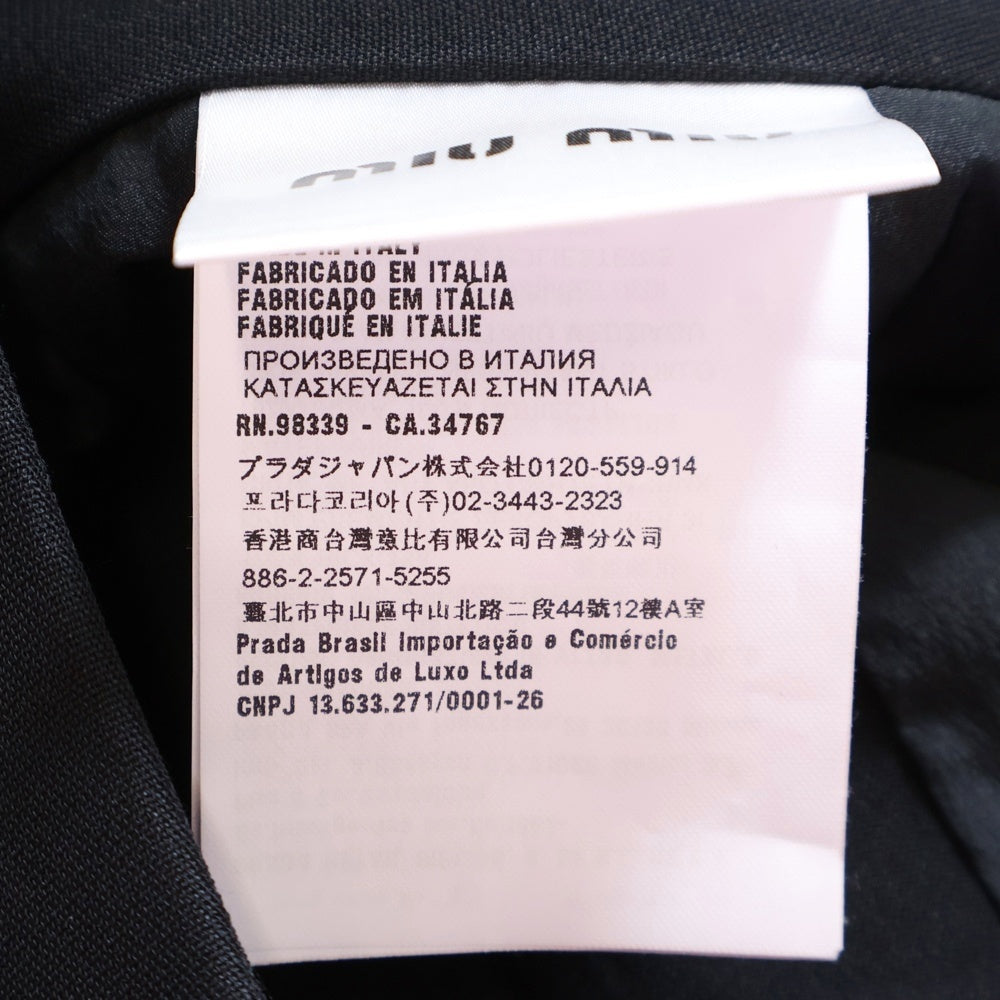 miu miu
MADE IN ITALY
FABRICADO EN ITALIA
FABRICADO EM ITÁLIA
FABRIQUÉ EN ITALIE
ПРОИЗВЕДЕНО В ИТАЛИЯ
ΚΑΤΑΣΚΕΥΑΖΕΤΑΙ ΣΤΗΝ ΙΤΑΛΙΑ
RN.98339 - CA.34767
プラダジャパン株式会社0120-559-914
프라다코리아(주)02-3443-2323
香港商台灣意比有限公司台灣分公司
886-2-2571-5255
臺北市中山區中山北路二段44號12樓A室
Prada Brasil Importação e Comércio
de Artigos de Luxo Ltda
CNPJ 13.633.271/0001-26